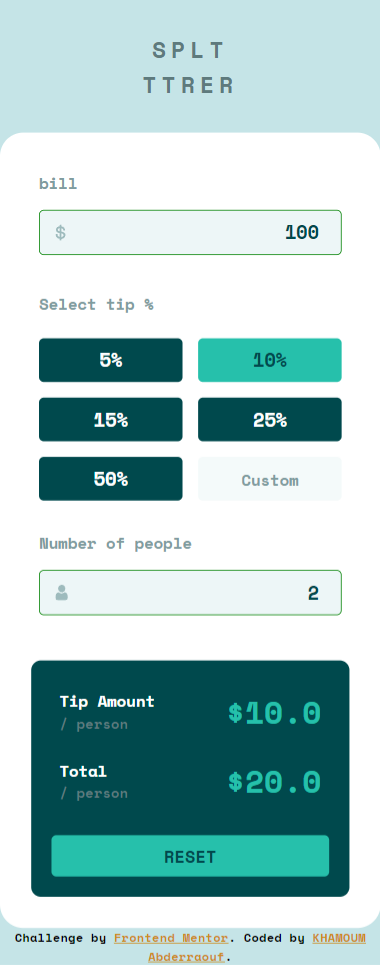 SPLT
TTRER
bill
$ 100
Select tip %
5% 10%
15% 25%
50% Custom
Number of people
2
Tip Amount
/ person
$10.0
Total
/ person
$20.0
RESET
Challenge by Frontend Mentor. Coded by KHAMOUM
Abderraouf.